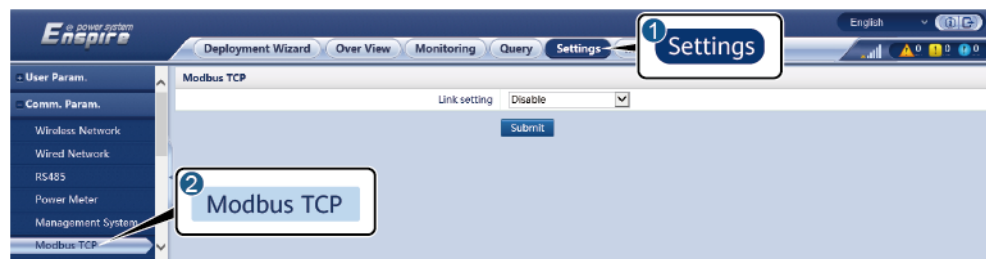 e power system
Enspire
English
Deployment Wizard Over View Monitoring Query Settings
1 Settings
0 0 0
User Param.
Modbus TCP
Comm. Param.
Link setting Disable
Wireless Network
Submit
Wired Network
RS485
2 Modbus TCP
Power Meter
Management System
Modbus TCP